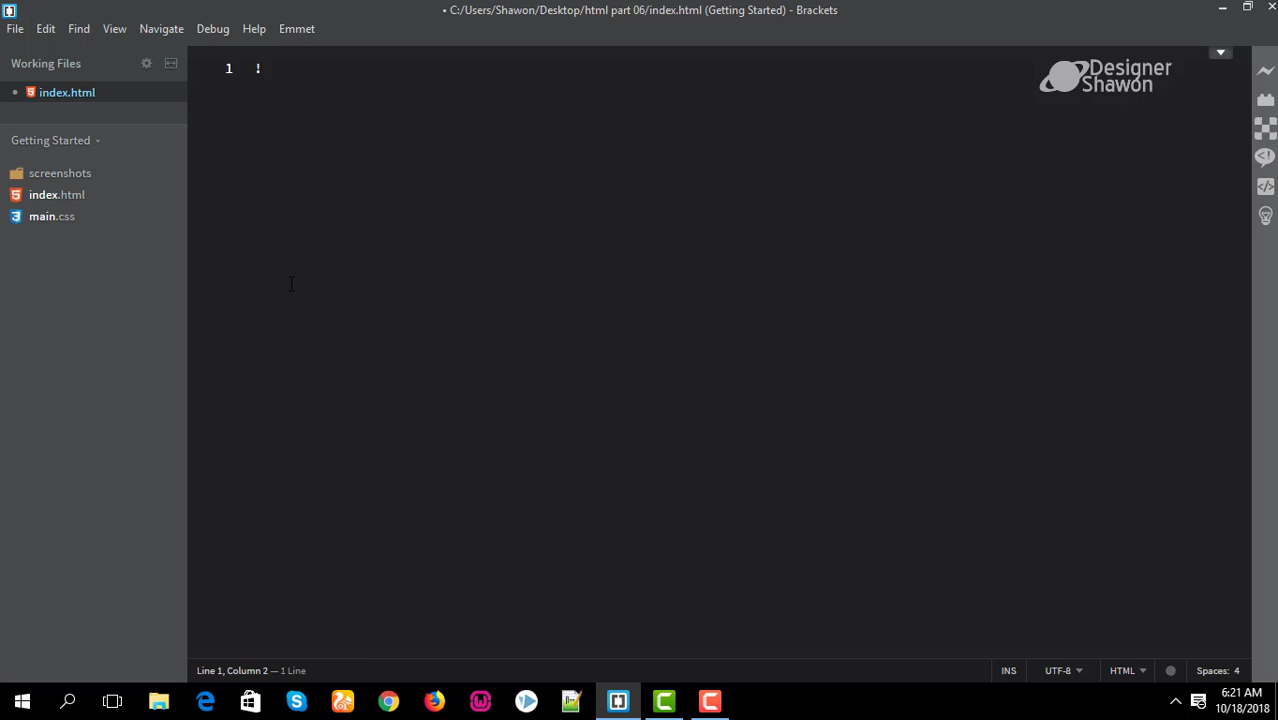 • C:/Users/Shawon/Desktop/html part 06/index.html (Getting Started) - Brackets
File Edit Find View Navigate Debug Help Emmet
Working Files
index.html
Getting Started
screenshots
index.html
main.css
1 !
Designer
Shawon
Line 1, Column 2 — 1 Line
INS UTF-8 HTML Spaces: 4
6:21 AM
10/18/2018